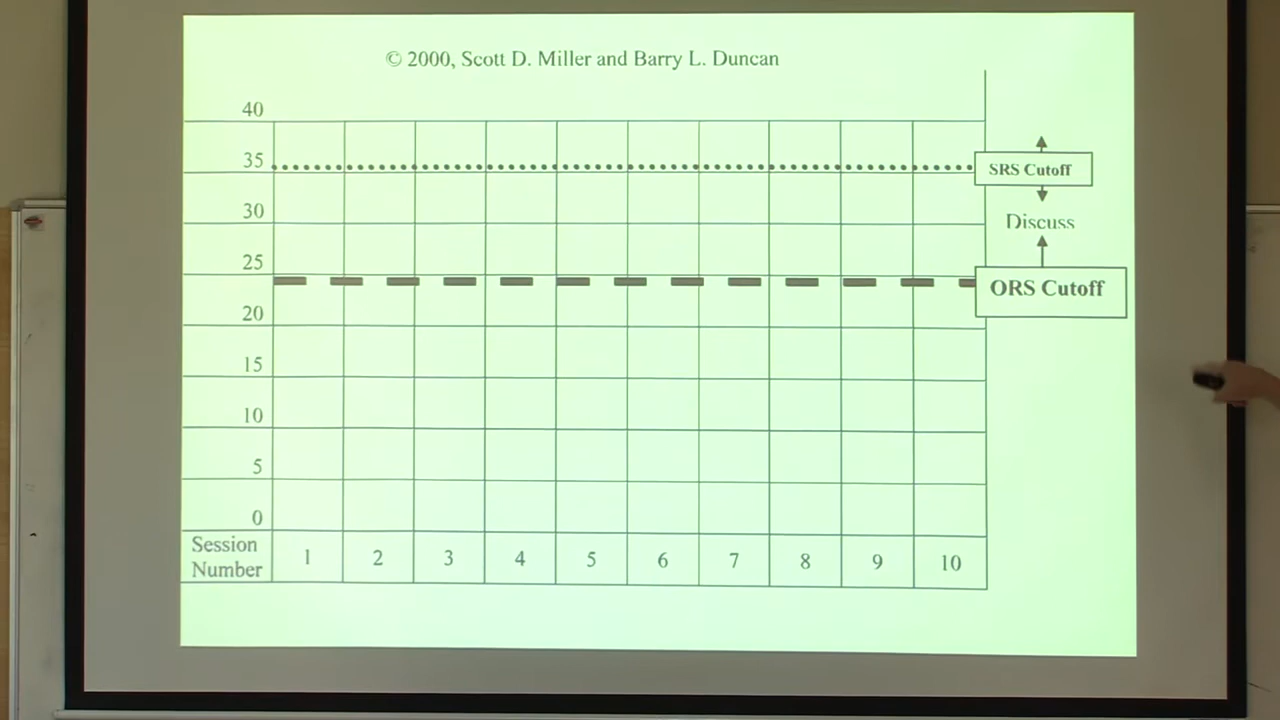 © 2000, Scott D. Miller and Barry L. Duncan
40
35
SRS Cutoff
30
Discuss
25
ORS Cutoff
20
15
10
5
0
Session
Number
1 2 3 4 5 6 7 8 9 10